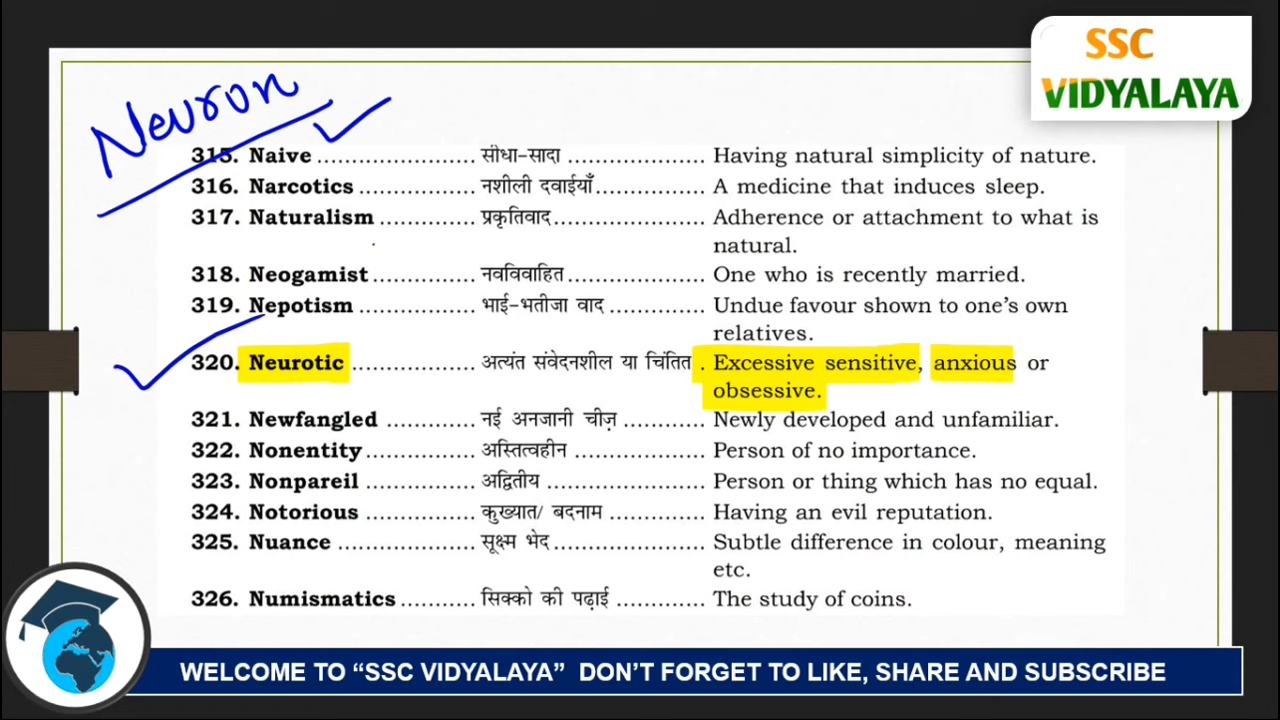 SSC
VIDYALAYA
Neuron
315. Naive ........................ सीधा-सादा ..................... Having natural simplicity of nature.
316. Narcotics .................. नशीली दवाईयाँ................. A medicine that induces sleep.
317. Naturalism ............... प्रकृतिवाद....................... Adherence or attachment to what is
natural.
318. Neogamist ................ नवविवाहित ..................... One who is recently married.
319. Nepotism .................. भाई-भतीजा वाद ............... Undue favour shown to one's own
relatives.
320. Neurotic ................... अत्यंत संवेदनशील या चिंतित . Excessive sensitive, anxious or
obsessive.
321. Newfangled .............. नई अनजानी चीज़ .............. Newly developed and unfamiliar.
322. Nonentity................. अस्तित्वहीन ..................... Person of no importance.
323. Nonpareil ................. अद्वितीय ........................ Person or thing which has no equal.
324. Notorious ................. कुख्यात/ बदनाम ............... Having an evil reputation.
325. Nuance ..................... सूक्ष्म भेद....................... Subtle difference in colour, meaning
etc.
326. Numismatics ............ सिक्को की पढ़ाई ............... The study of coins.
WELCOME TO “SSC VIDYALAYA” DON'T FORGET TO LIKE, SHARE AND SUBSCRIBE